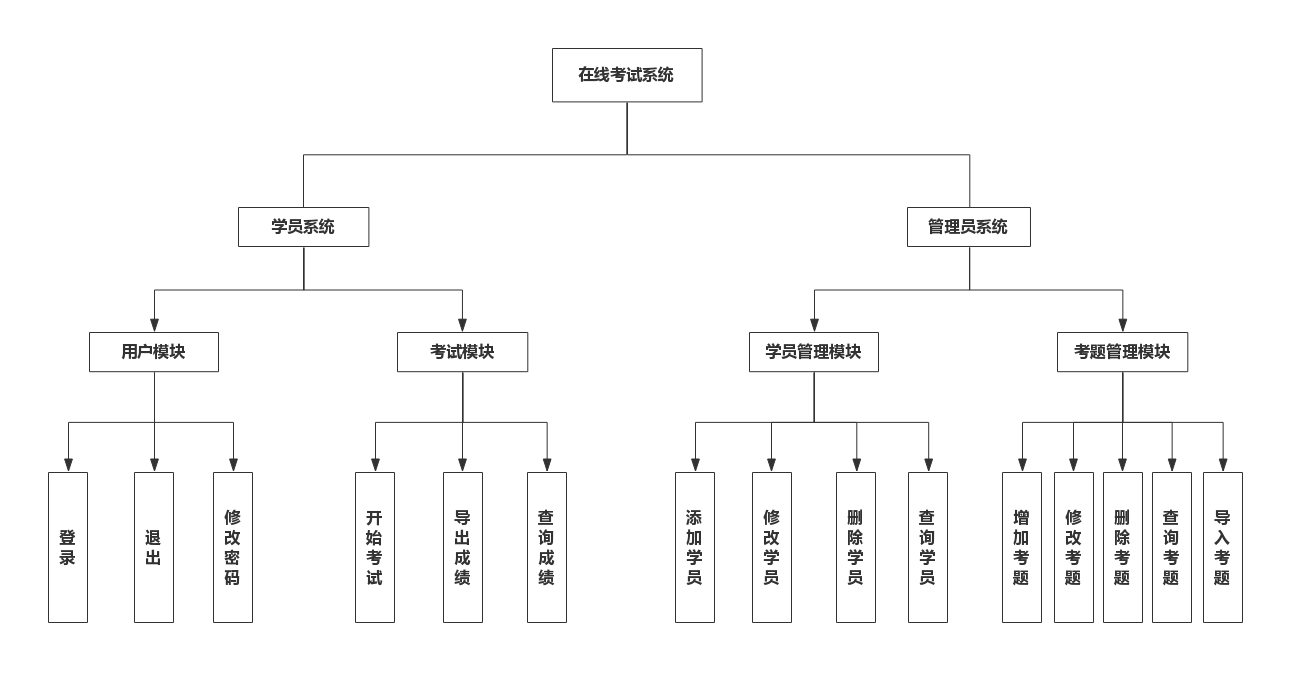 在线考试系统
学员系统
管理员系统
用户模块
考试模块
学员管理模块
考题管理模块
登录
退出
修改密码
开始考试
导出成绩
查询成绩
添加学员
修改学员
删除学员
查询学员
增加考题
修改考题
删除考题
查询考题
导入考题